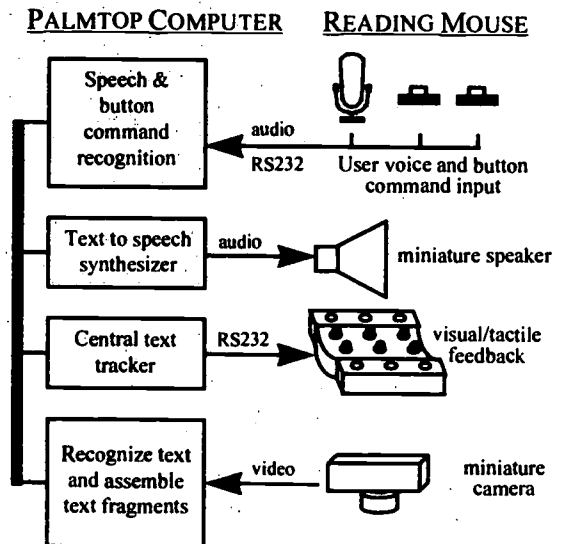 PALMTOP COMPUTER READING MOUSE
Speech &
button
command
recognition
audio
RS232
User voice and button
command input
Text to speech
synthesizer
audio
miniature speaker
Central text
tracker
RS232
visual/tactile
feedback
Recognize text
and assemble
text fragments
video
miniature
camera